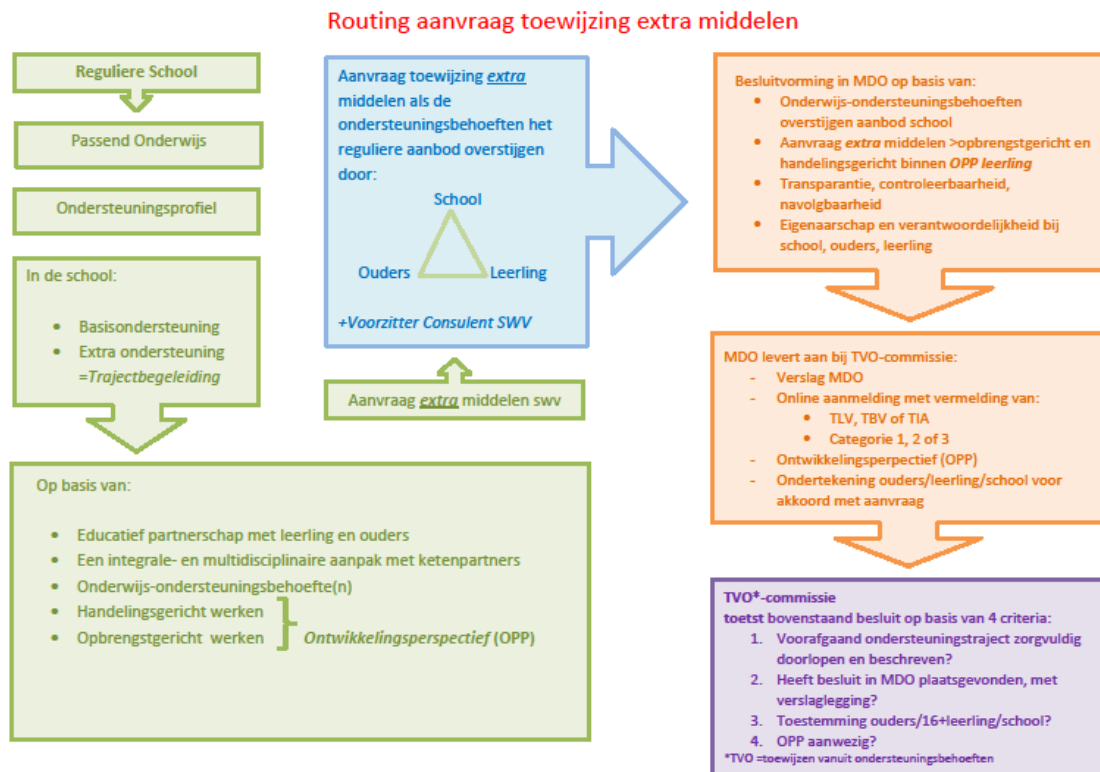 Routing aanvraag toewijzing extra middelen
Reguliere School
Passend Onderwijs
Ondersteuningsprofiel
In de school:
• Basisondersteuning
• Extra ondersteuning
=Trajectbegeleiding
Op basis van:
• Educatief partnerschap met leerling en ouders
• Een integrale- en multidisciplinaire aanpak met ketenpartners
• Onderwijs-ondersteuningsbehoefte(n)
• Handelingsgericht werken
• Opbrengstgericht werken
Ontwikkelingsperspectief (OPP)
Aanvraag toewijzing extra
middelen als de
ondersteuningsbehoeften het
reguliere aanbod overstijgen
door:
School
Ouders
Leerling
+Voorzitter Consulent SWV
Aanvraag extra middelen swv
Besluitvorming in MDO op basis van:
• Onderwijs-ondersteuningsbehoeften
overstijgen aanbod school
• Aanvraag extra middelen >opbrengstgericht en
handelingsgericht binnen OPP leerling
• Transparantie, controleerbaarheid,
navolgbaarheid
• Eigenaarschap en verantwoordelijkheid bij
school, ouders, leerling
MDO levert aan bij TVO-commissie:
- Verslag MDO
- Online aanmelding met vermelding van:
• TLV, TBV of TIA
• Categorie 1, 2 of 3
- Ontwikkelingsperpectief (OPP)
- Ondertekening ouders/leerling/school voor
akkoord met aanvraag
TVO*-commissie
toetst bovenstaand besluit op basis van 4 criteria:
1. Voorafgaand ondersteuningstraject zorgvuldig
doorlopen en beschreven?
2. Heeft besluit in MDO plaatsgevonden, met
verslaglegging?
3. Toestemming ouders/16+leerling/school?
4. OPP aanwezig?
*TVO =toewijzen vanuit ondersteuningsbehoeften